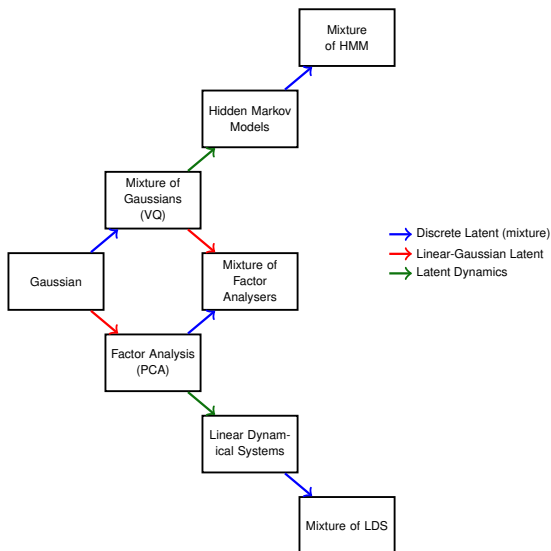 Mixture
of HMM
Hidden Markov
Models
Mixture of
Gaussians
(VQ)
Discrete Latent (mixture)
Linear-Gaussian Latent
Latent Dynamics
Gaussian
Mixture of
Factor
Analysers
Factor Analysis
(PCA)
Linear Dynam-
ical Systems
Mixture of LDS